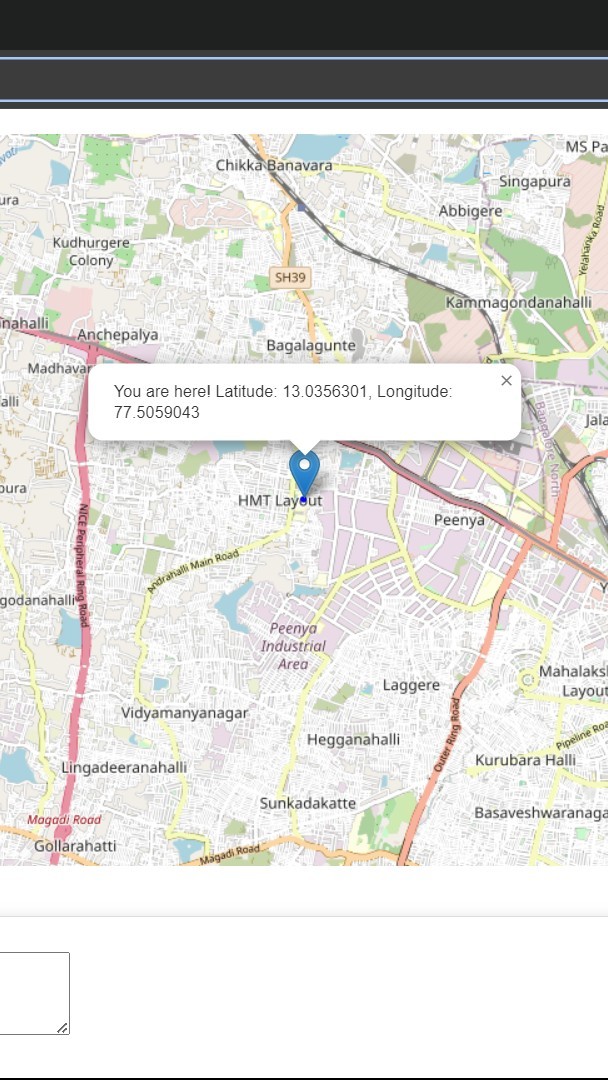 MS Pa
Chikka Banavara
Singapura
ura
Abbigere
Yelahanka Road
Kudhurgere
Colony
SH39
Kammagondanahalli
nahalli
Anchepalya
Bagalagunte
Madhavar
You are here! Latitude: 13.0356301, Longitude:
77.5059043
×
alli
Jala
Bangalore North
pura
HMT Layout
Peenya
NICE Peripheral Ring Road
Andrahalli Main Road
Y
godanahalli
Peenya
Industrial
Area
Mahalaks
Layout
Laggere
Vidyamanyanagar
Outer Ring Road
Hegganahalli
Pipeline Roa
Kurubara Halli
Lingadeeranahalli
Sunkadakatte
Basaveshwaranaga
Magadi Road
Gollarahatti
Magadi Road